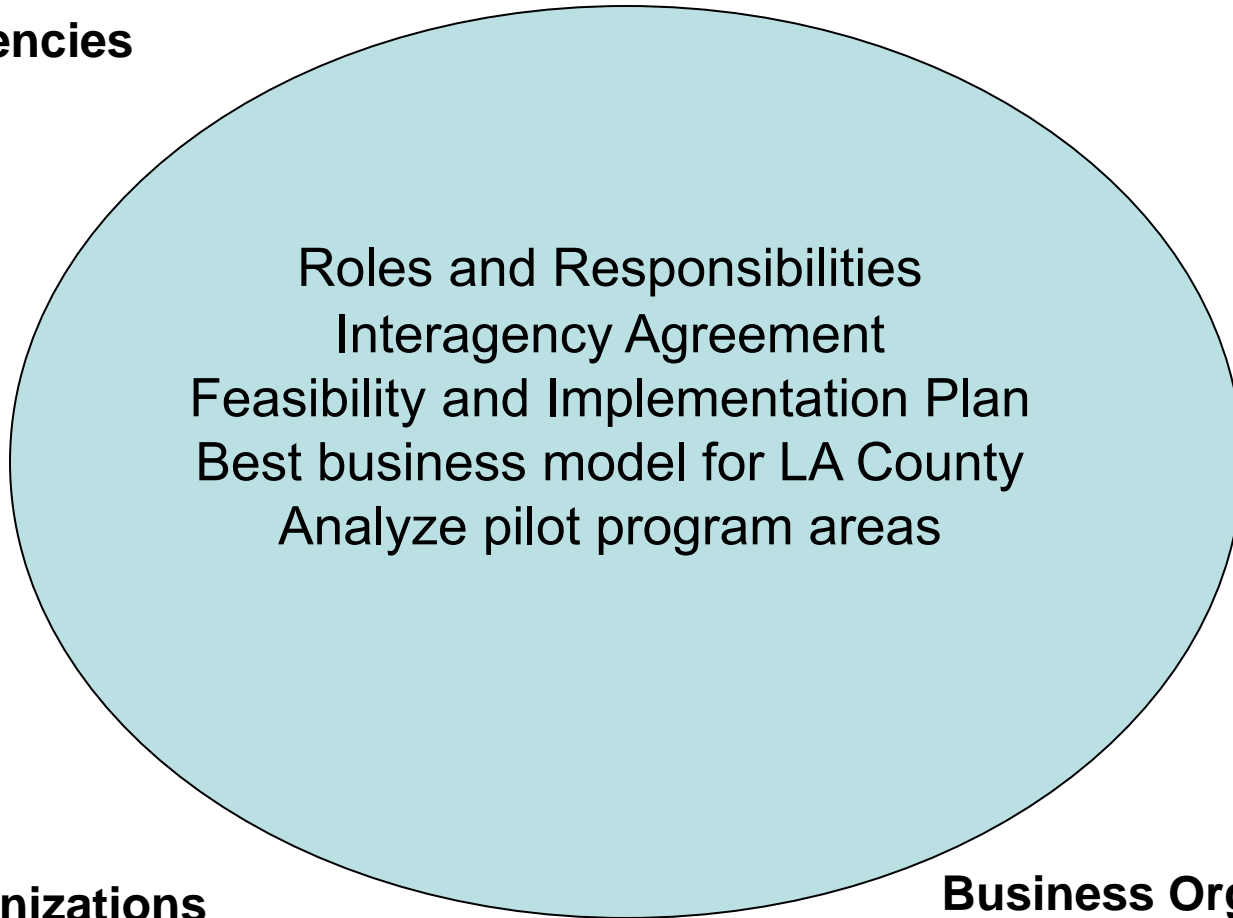 encies
Roles and Responsibilities
Interagency Agreement
Feasibility and Implementation Plan
Best business model for LA County
Analyze pilot program areas
nizations
Business Org